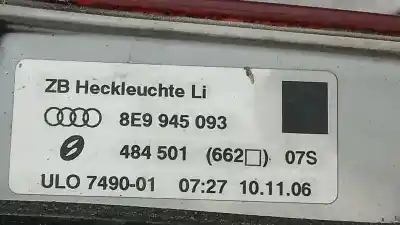 ZB Heckleuchte Li
8E9 945 093
484 501 (662□) 07S
ULO 7490-01 07:27 10.11.06